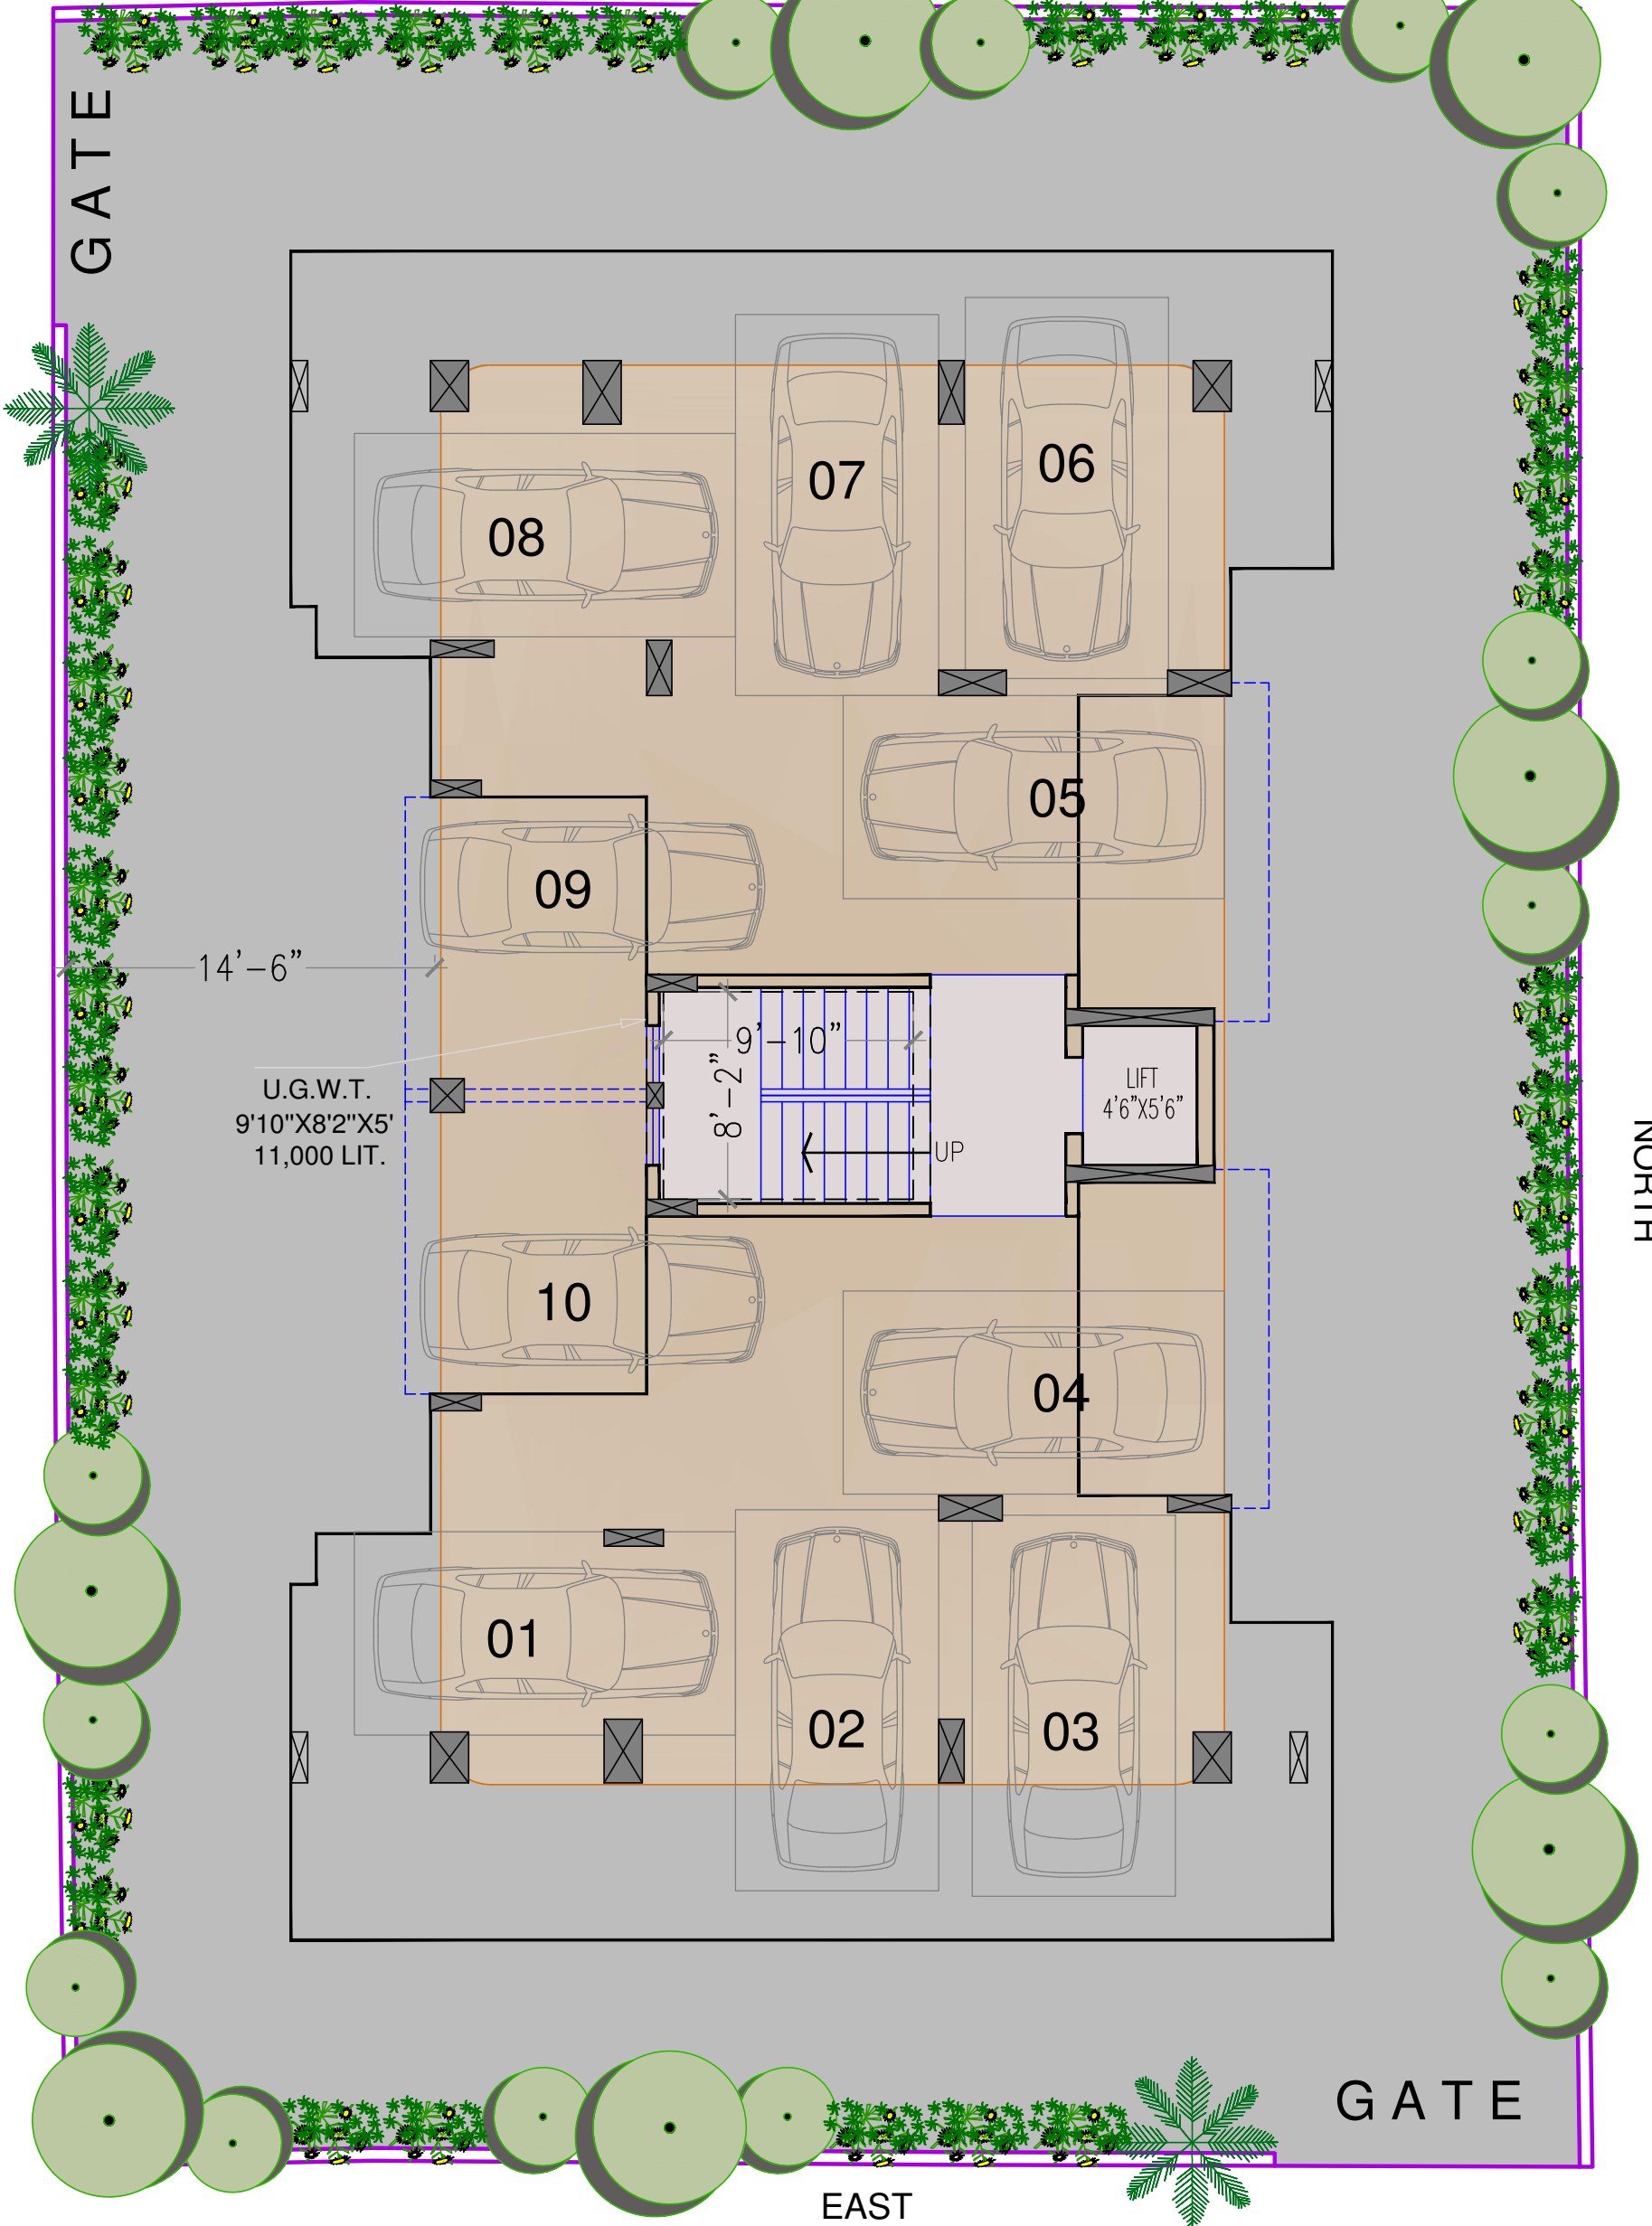 GATE
07
06
08
05
09
14'-6"
9'-10"
8'-2"
LIFT
4'6"X5'6"
U.G.W.T.
9'10"X8'2"X5'
11,000 LIT.
UP
NORTH
10
04
01
02
03
GATE
EAST